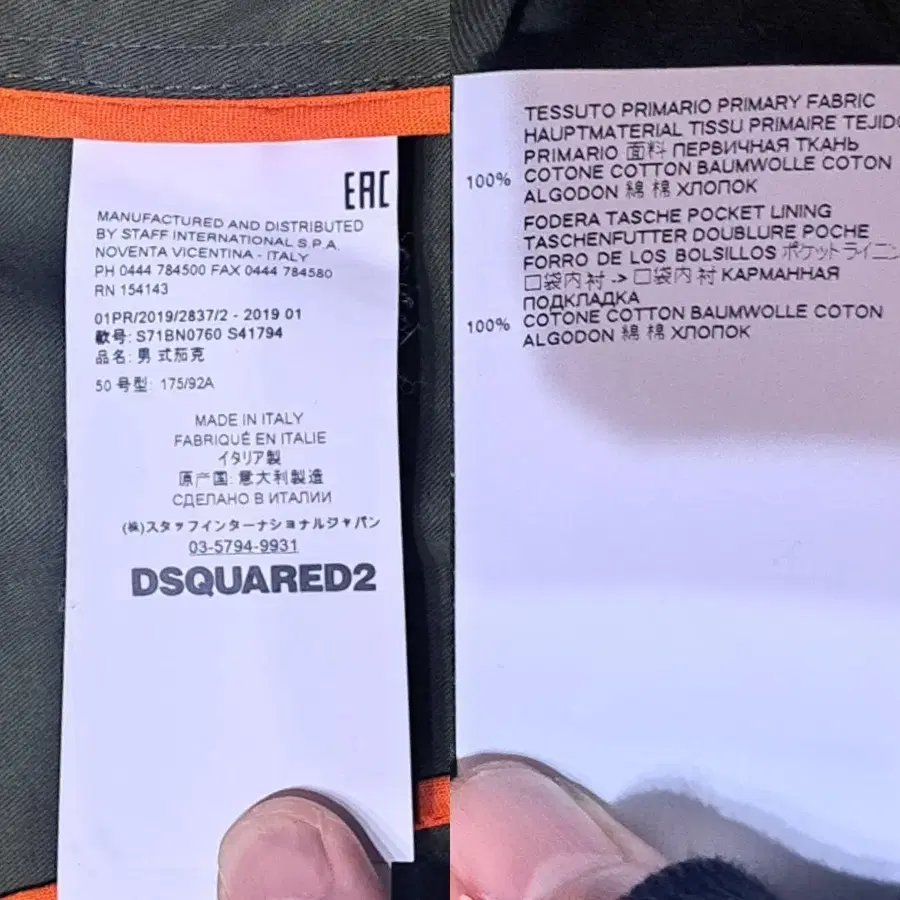 EAC
MANUFACTURED AND DISTRIBUTED
BY STAFF INTERNATIONAL S.P.A.
NOVENTA VICENTINA - ITALY
PH 0444 784500 FAX 0444 784580
RN 154143
01PR/2019/2837/2 - 2019 01
款号: S71BN0760 S41794
品名: 男式茄克
50 号型: 175/92A
MADE IN ITALY
FABRIQUÉ EN ITALIE
イタリア製
原产国: 意大利製造
СДЕЛАНО В ИТАЛИИ
(株)スタッフインターナショナルジャパン
03-5794-9931
DSQUARED2
TESSUTO PRIMARIO PRIMARY FABRIC
HAUPTMATERIAL TISSU PRIMAIRE TEJIDO
PRIMARIO 面料 ПЕРВИЧНАЯ ТКАНЬ
100% COTONE COTTON BAUMWOLLE COTON
ALGODON 綿 棉 ХЛОПОК
FODERA TASCHE POCKET LINING
TASCHENFUTTER DOUBLURE POCHE
FORRO DE LOS BOLSILLOS ポケットライニン
口袋内衬 -> 口袋内衬 КАРМАННАЯ
ПОДКЛАДКА
100% COTONE COTTON BAUMWOLLE COTON
ALGODON 綿 棉 ХЛОПОК